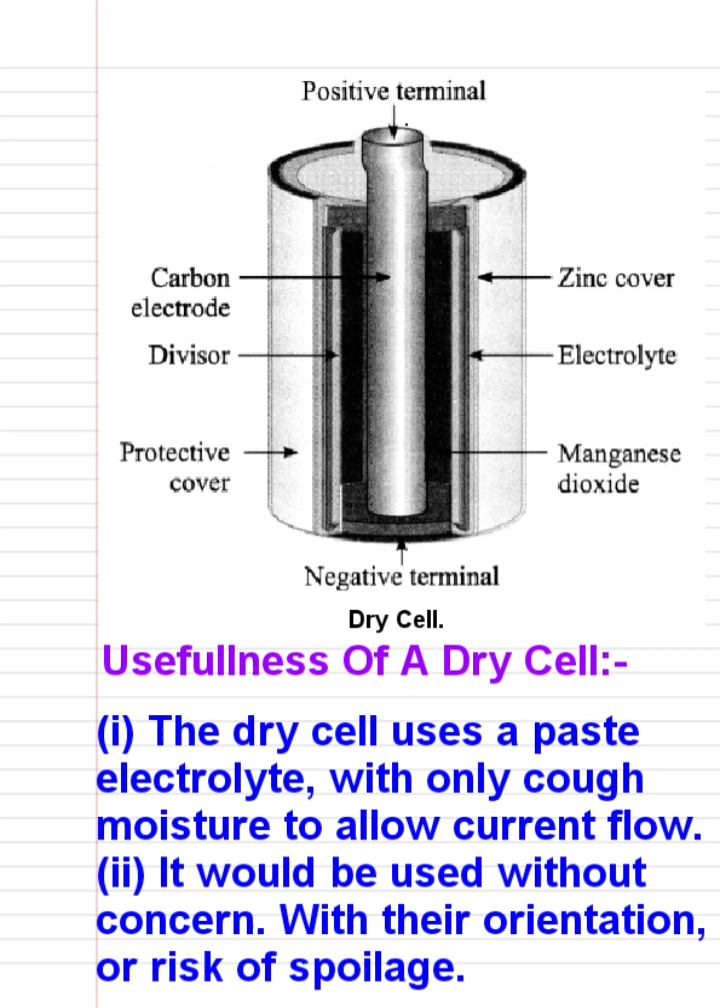 Positive terminal
Carbon
electrode
Zinc cover
Divisor
Electrolyte
Protective
cover
Manganese
dioxide
Negative terminal
Dry Cell.
Usefullness Of A Dry Cell:-
(i) The dry cell uses a paste
electrolyte, with only cough
moisture to allow current flow.
(ii) It would be used without
concern. With their orientation,
or risk of spoilage.